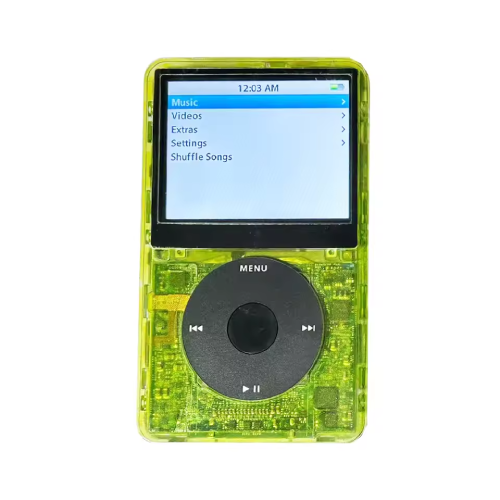 12:03 AM
Music
Videos
Extras
Settings
Shuffle Songs
MENU